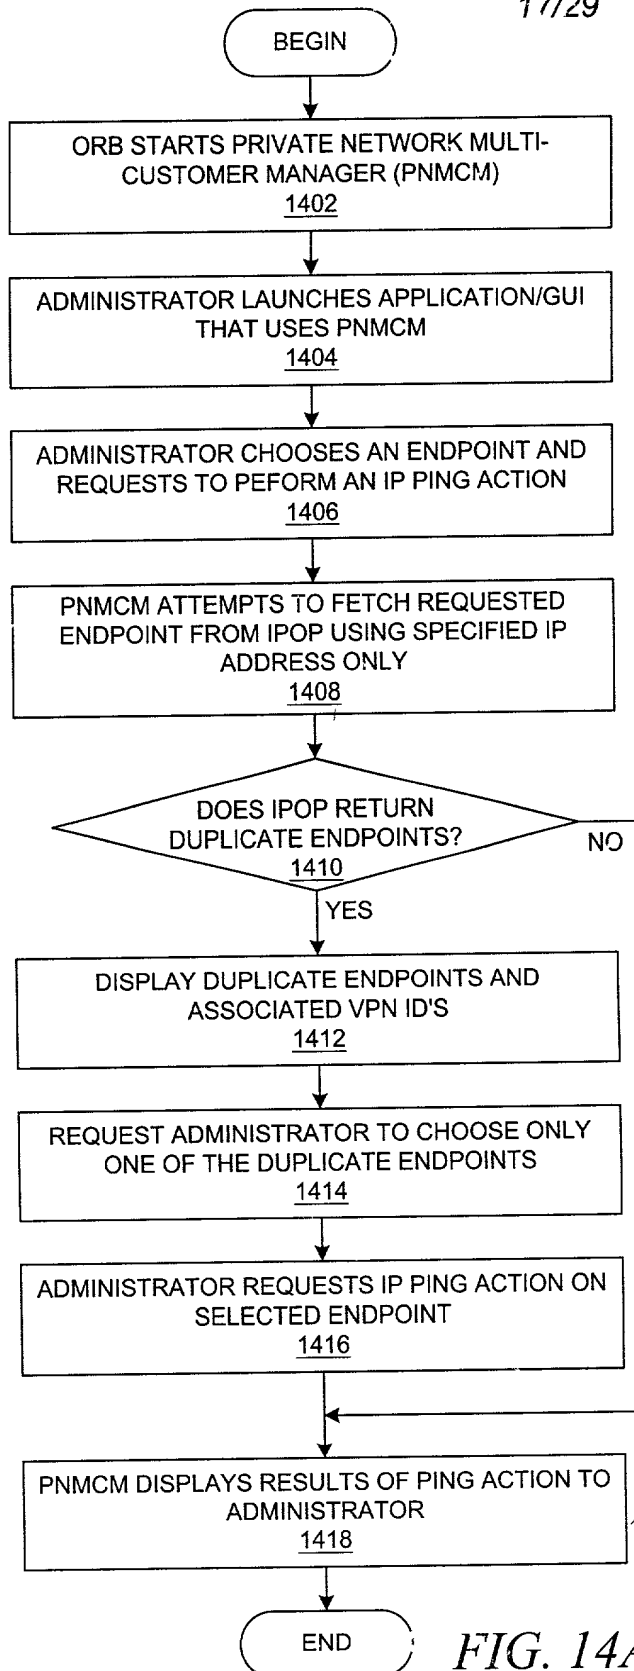 17/29
BEGIN
ORB STARTS PRIVATE NETWORK MULTI-
CUSTOMER MANAGER (PNMCM)
1402
ADMINISTRATOR LAUNCHES APPLICATION/GUI
THAT USES PNMCM
1404
ADMINISTRATOR CHOOSES AN ENDPOINT AND
REQUESTS TO PEFORM AN IP PING ACTION
1406
PNMCM ATTEMPTS TO FETCH REQUESTED
ENDPOINT FROM IPOP USING SPECIFIED IP
ADDRESS ONLY
1408
DOES IPOP RETURN
DUPLICATE ENDPOINTS?
1410
NO
YES
DISPLAY DUPLICATE ENDPOINTS AND
ASSOCIATED VPN ID'S
1412
REQUEST ADMINISTRATOR TO CHOOSE ONLY
ONE OF THE DUPLICATE ENDPOINTS
1414
ADMINISTRATOR REQUESTS IP PING ACTION ON
SELECTED ENDPOINT
1416
PNMCM DISPLAYS RESULTS OF PING ACTION TO
ADMINISTRATOR
1418
END
FIG. 14A